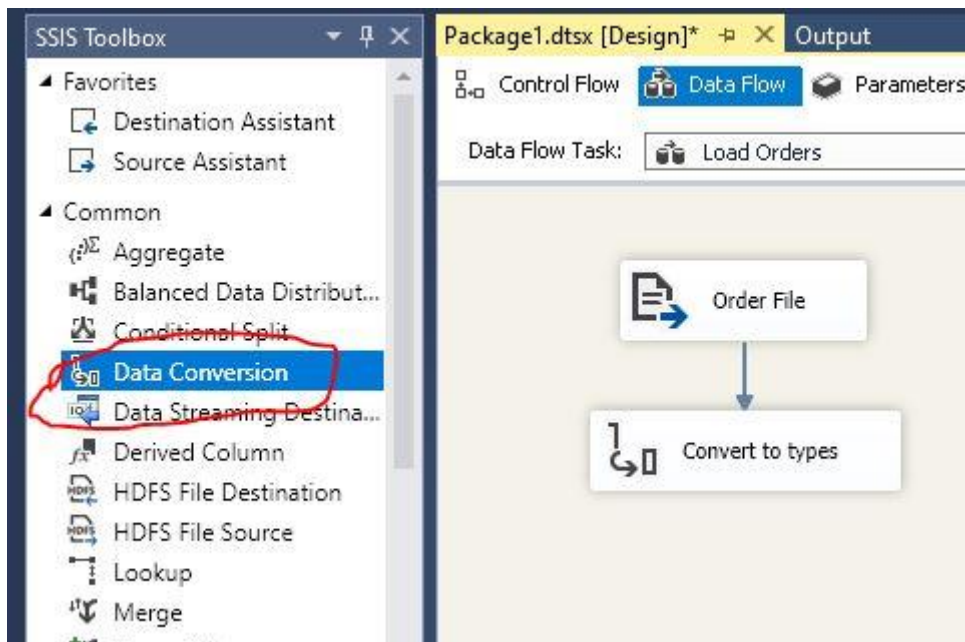 SSIS Toolbox
Favorites
Destination Assistant
Source Assistant
Common
Aggregate
Balanced Data Distribut...
Conditional Split
Data Conversion
Data Streaming Destina...
Derived Column
HDFS File Destination
HDFS File Source
Lookup
Merge
Package1.dtsx [Design]* Output
Control Flow Data Flow Parameters
Data Flow Task: Load Orders
Order File
Convert to types